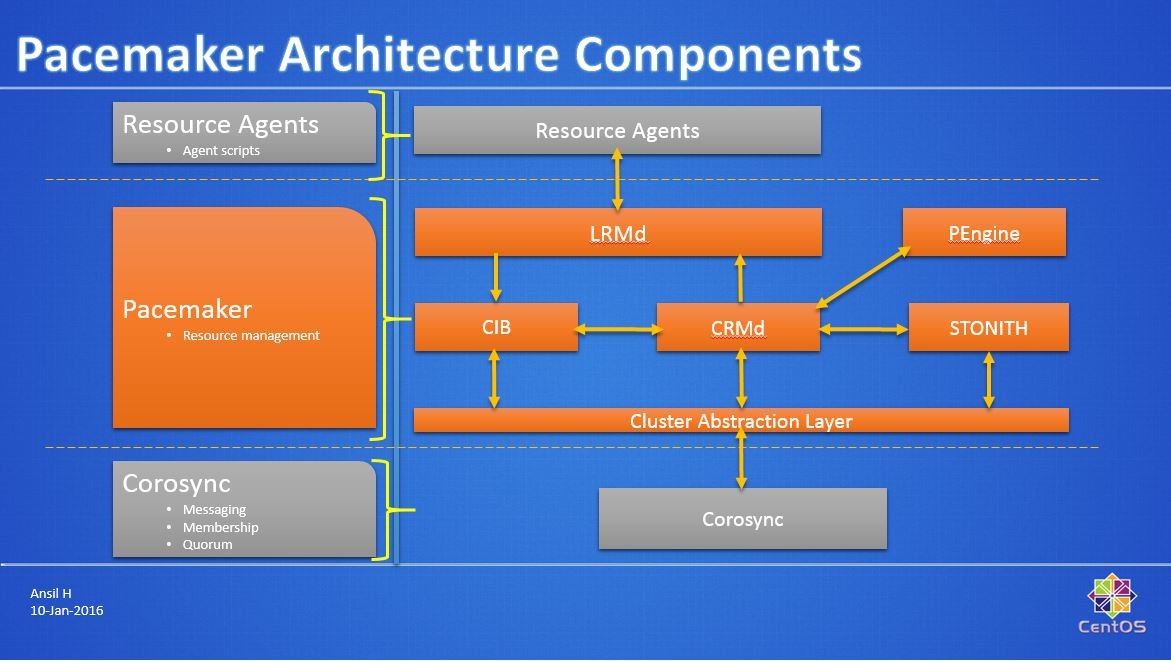 Pacemaker Architecture Components
Resource Agents
• Agent scripts
Resource Agents
Pacemaker
• Resource management
LRMd
PEngine
CIB
CRMd
STONITH
Cluster Abstraction Layer
Corosync
• Messaging
• Membership
• Quorum
Corosync
Ansil H
10-Jan-2016
CentOS